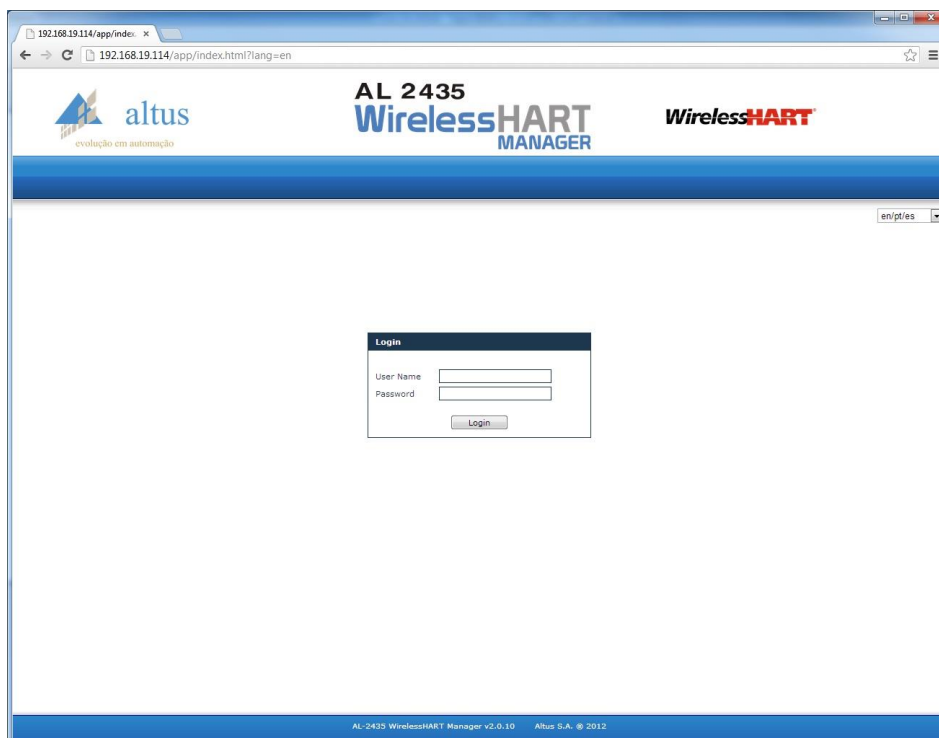 192.168.19.114/app/index.
192.168.19.114/app/index.html?lang=en
altus
evolução em automação
AL 2435
WirelessHART
MANAGER
WirelessHART®
en/pt/es
Login
User Name
Password
Login
AL-2435 WirelessHART Manager v2.0.10 Altus S.A. ® 2012